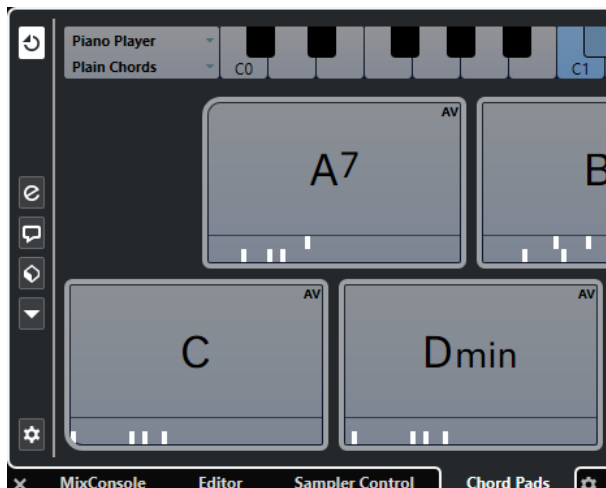 Piano Player
Plain Chords
C0
C1
AV
A7
B
AV
C
AV
Dmin
MixConsole
Editor
Sampler Control
Chord Pads